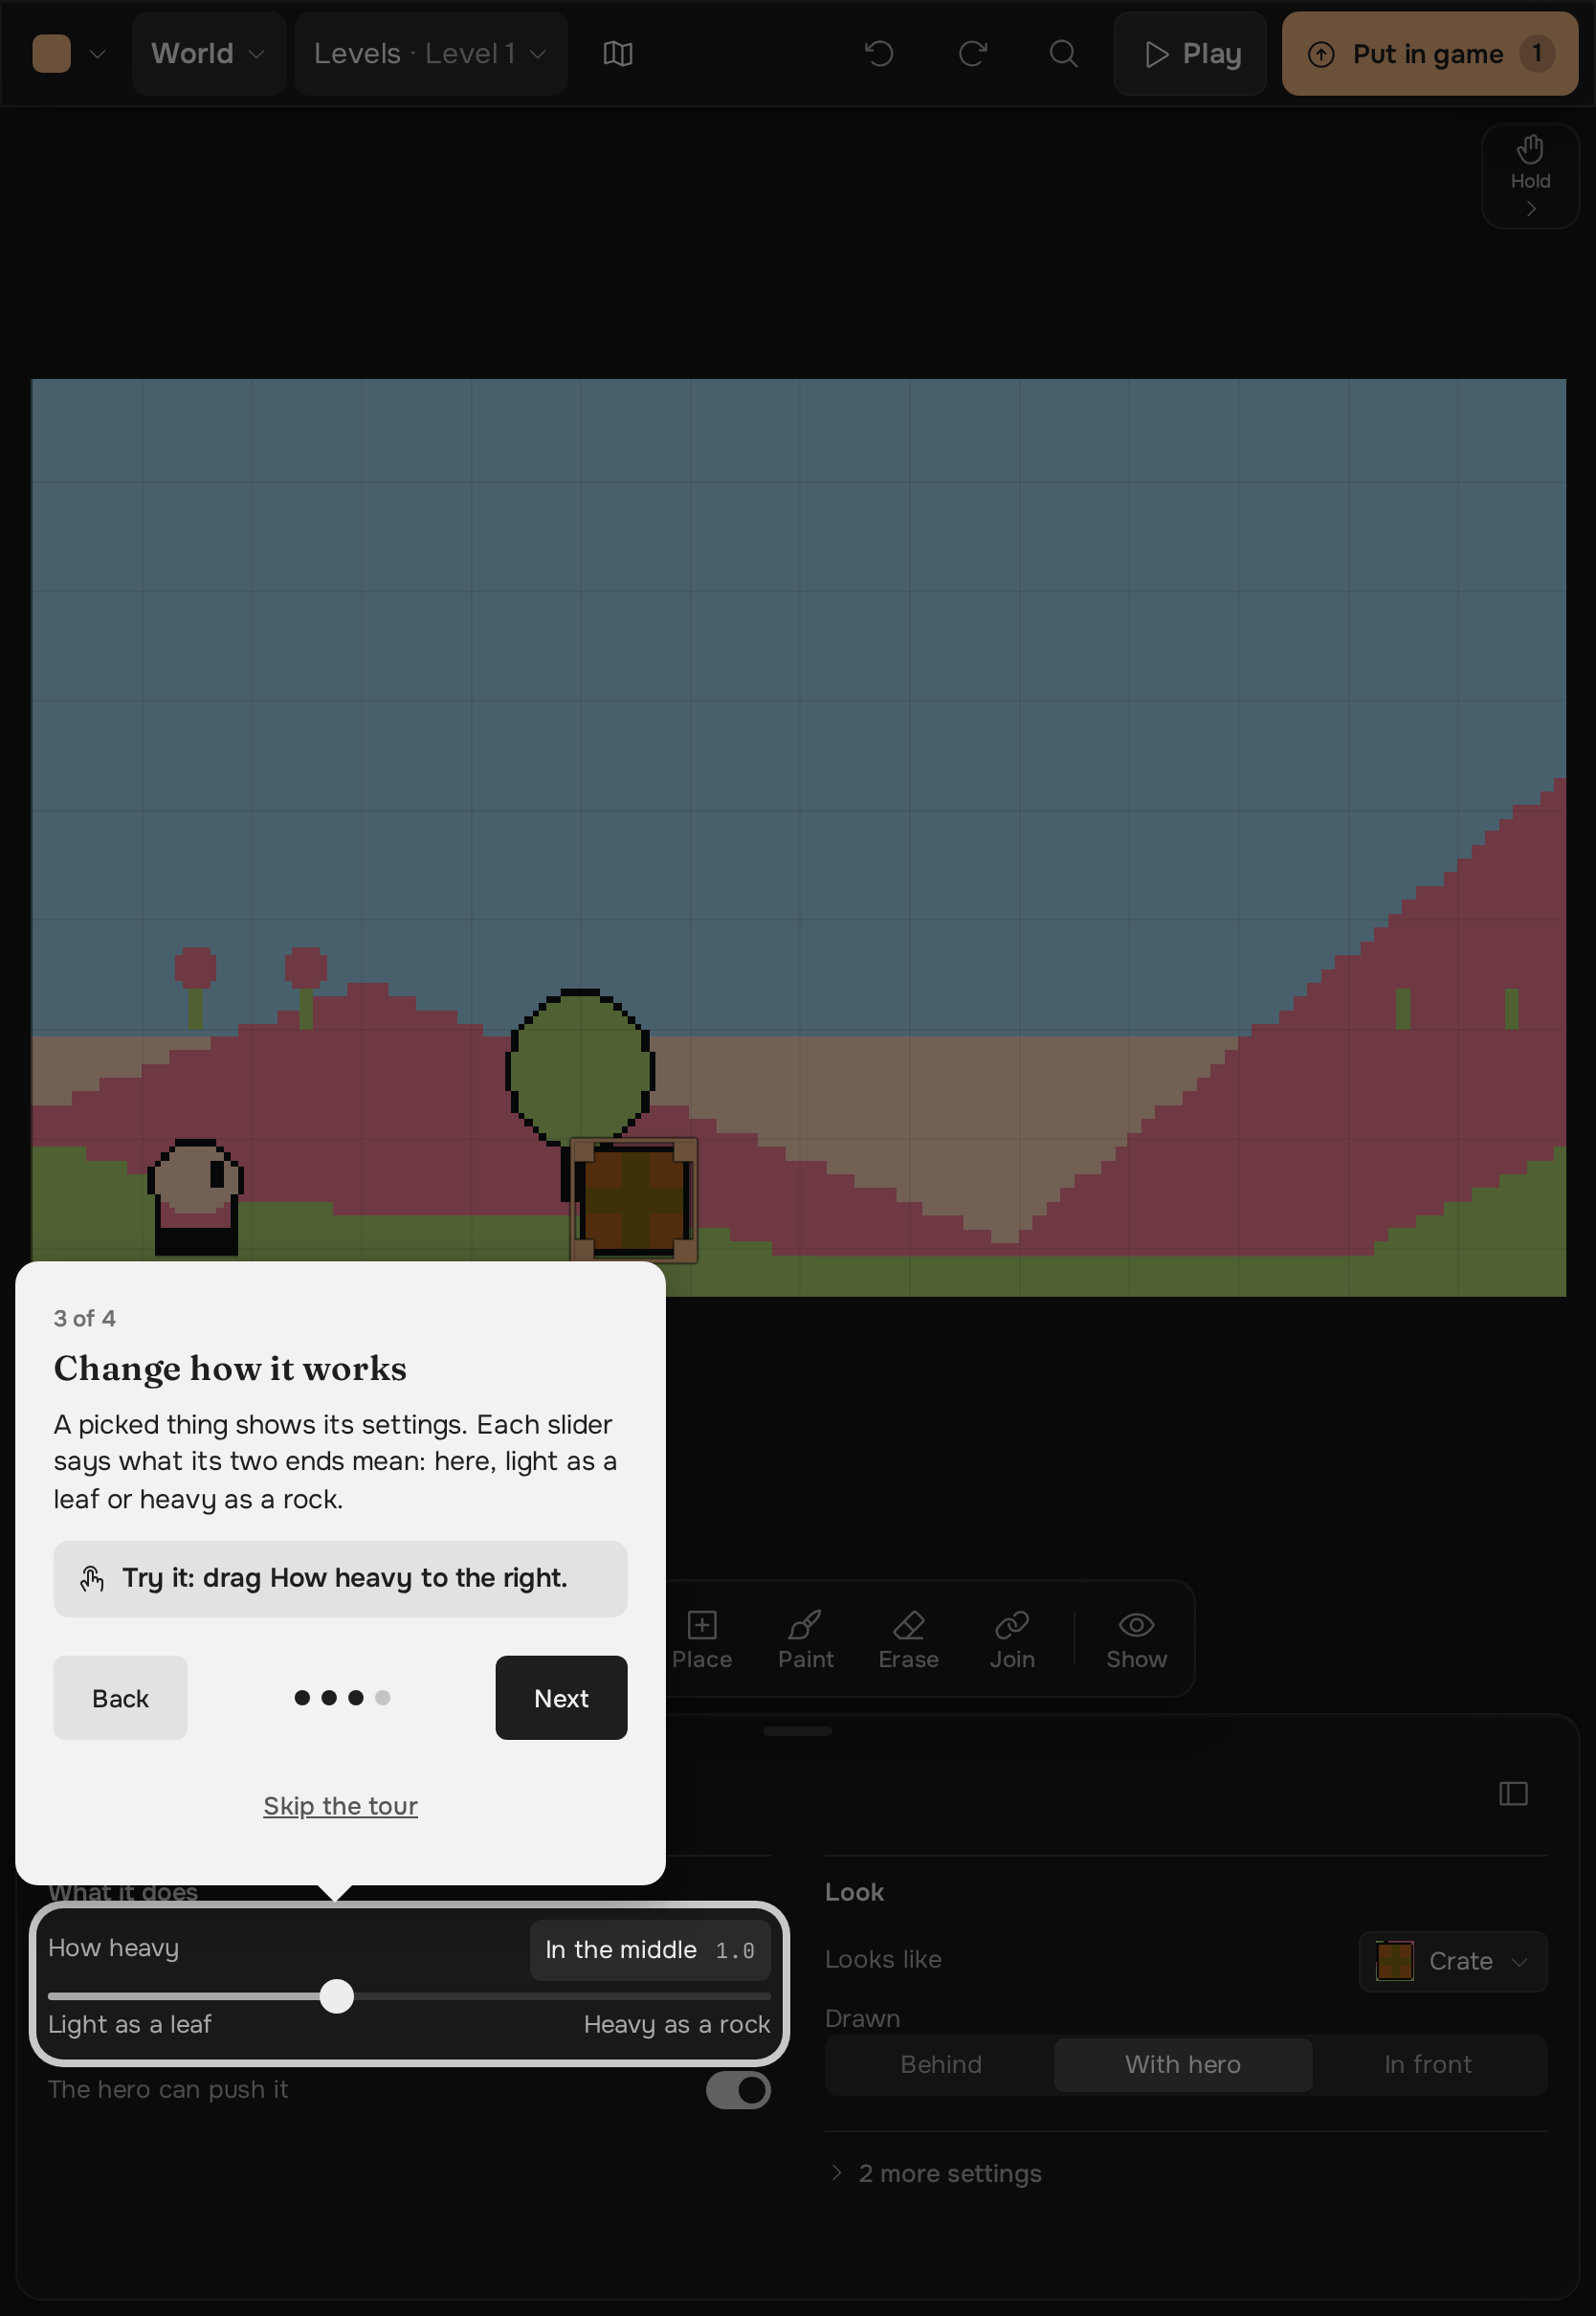 World
Levels · Level 1
Play
Put in game 1
Hold
3 of 4
Change how it works
A picked thing shows its settings. Each slider
says what its two ends mean: here, light as a
leaf or heavy as a rock.
Try it: drag How heavy to the right.
Back
Next
Skip the tour
Place
Paint
Erase
Join
Show
What it does
How heavy
In the middle 1.0
Light as a leaf
Heavy as a rock
The hero can push it
Look
Looks like
Crate
Drawn
Behind
With hero
In front
2 more settings